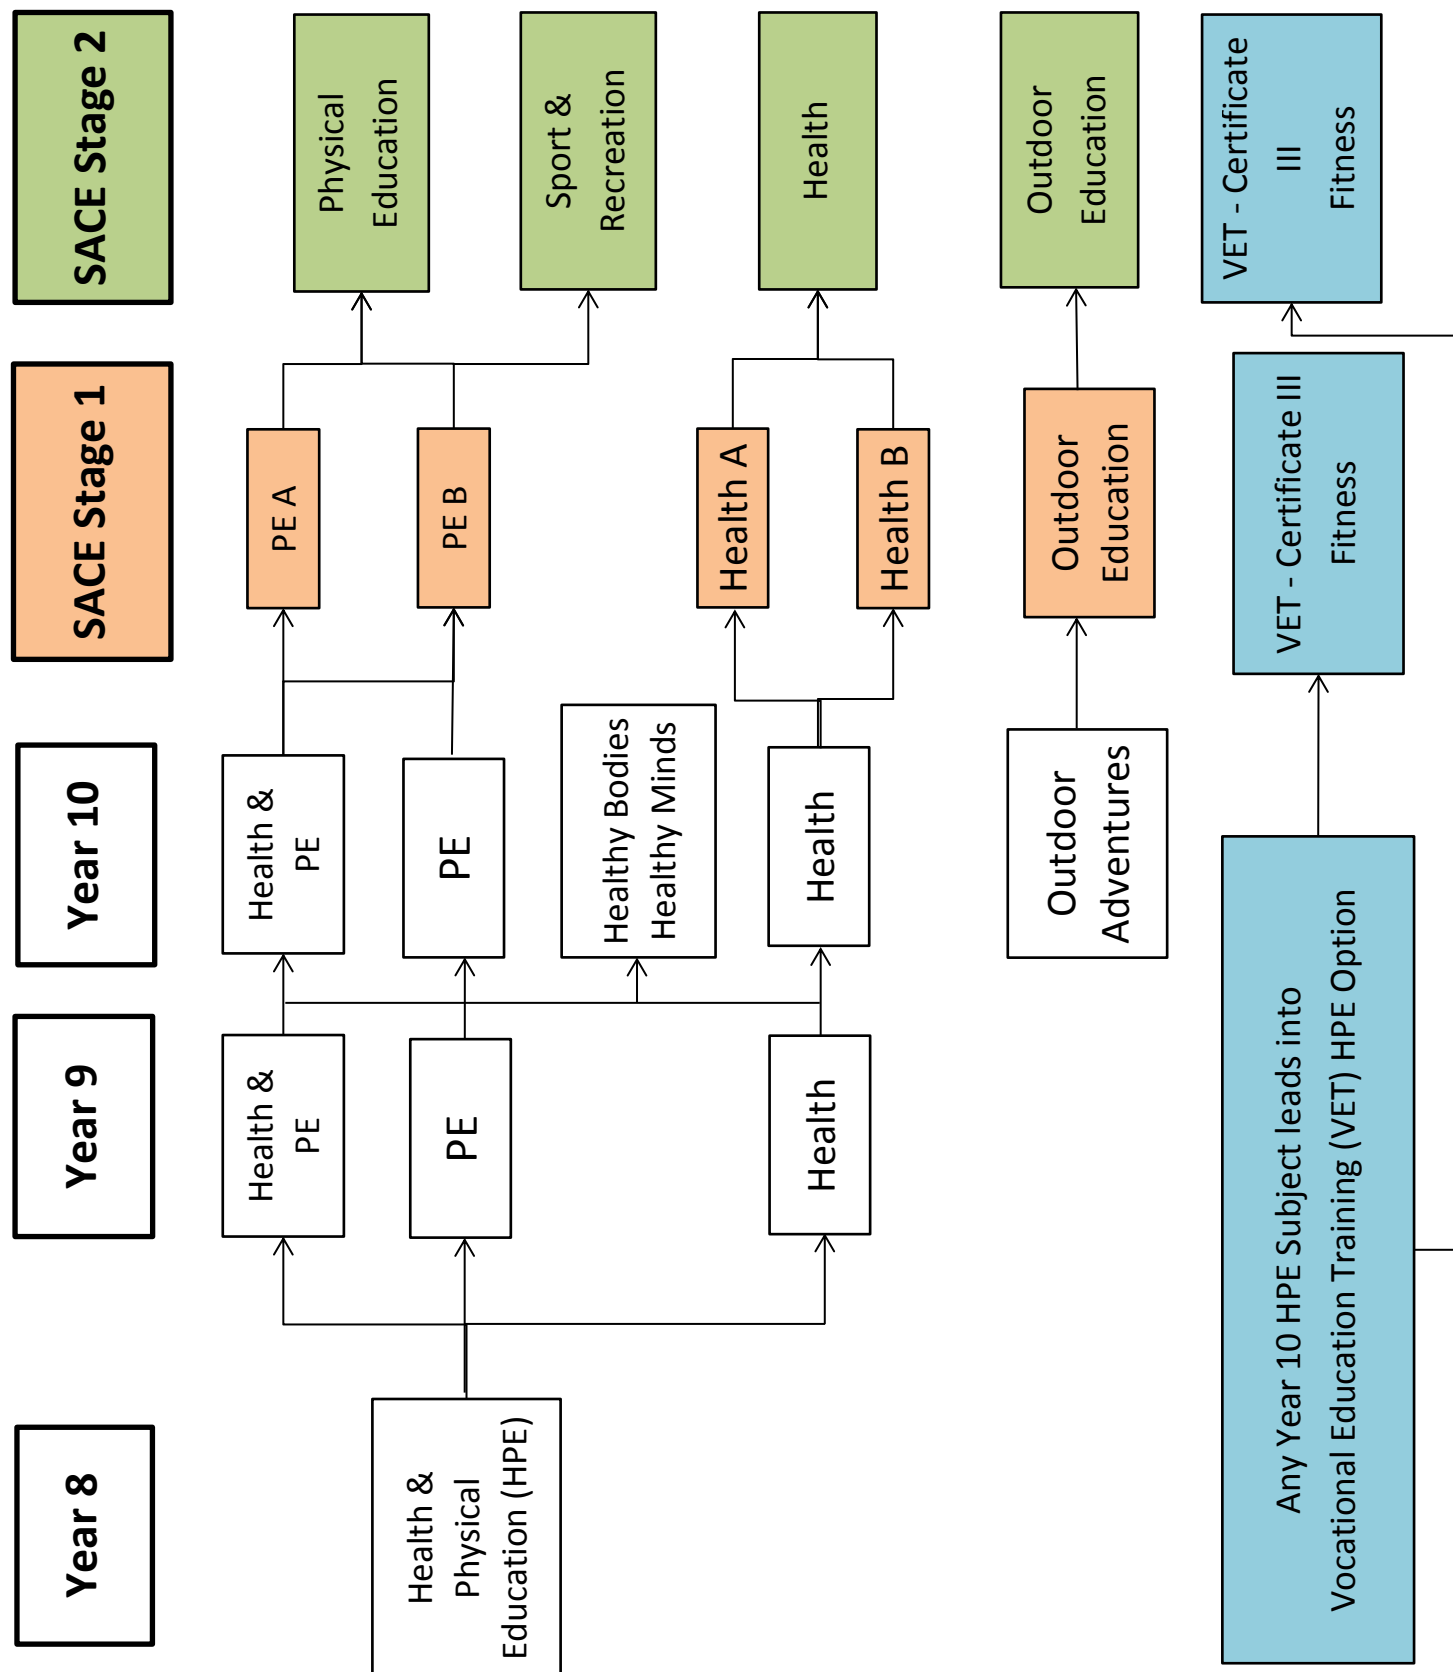 Year 8
Year 9
Year 10
SACE Stage 1
SACE Stage 2
Health &
Physical
Education (HPE)
Health &
PE
PE
Health
Health &
PE
PE
Healthy Bodies
Healthy Minds
Health
Outdoor
Adventures
PE A
PE B
Health A
Health B
Outdoor
Education
Physical
Education
Sport &
Recreation
Health
Outdoor
Education
Any Year 10 HPE Subject leads into
Vocational Education Training (VET) HPE Option
VET - Certificate III
Fitness
VET - Certificate
III
Fitness